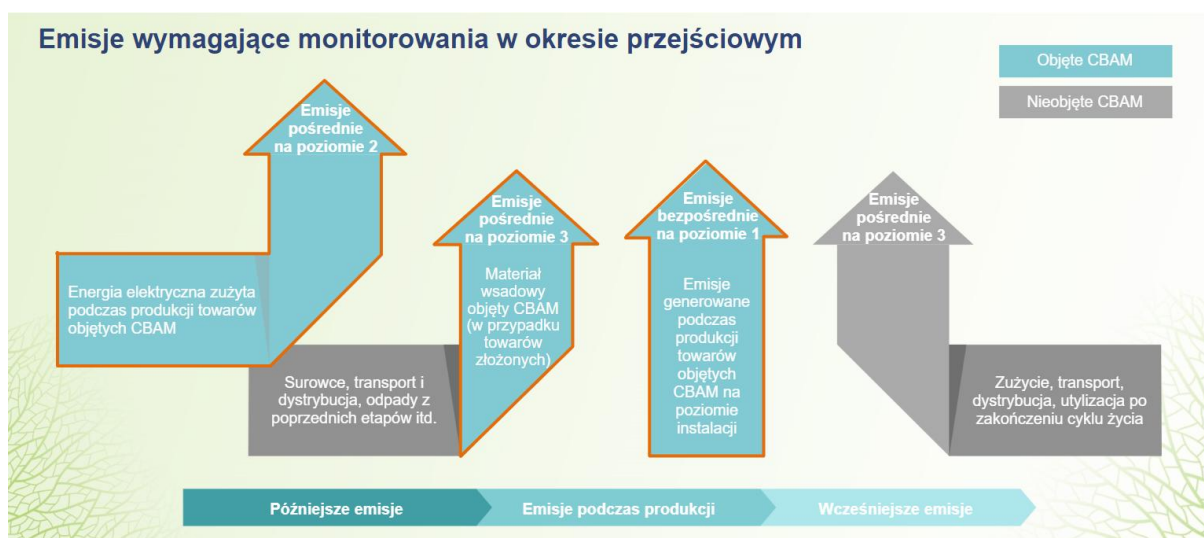 Emisje wymagające monitorowania w okresie przejściowym
Objęte CBAM
Nieobjęte CBAM
Emisje
pośrednie
na poziomie 2
Energia elektryczna zużyta
podczas produkcji towarów
objętych CBAM
Surowce, transport i
dystrybucja, odpady z
poprzednich etapów itd.
Emisje
pośrednie
na poziomie 3
Materiał
wsadowy
objęty CBAM
(w przypadku
towarów
złożonych)
Emisje
bezpośrednie
na poziomie 1
Emisje
generowane
podczas
produkcji
towarów
objętych
CBAM na
poziomie
instalacji
Emisje
pośrednie
na poziomie 3
Zużycie, transport,
dystrybucja, utylizacja po
zakończeniu cyklu życia
Późniejsze emisje
Emisje podczas produkcji
Wcześniejsze emisje